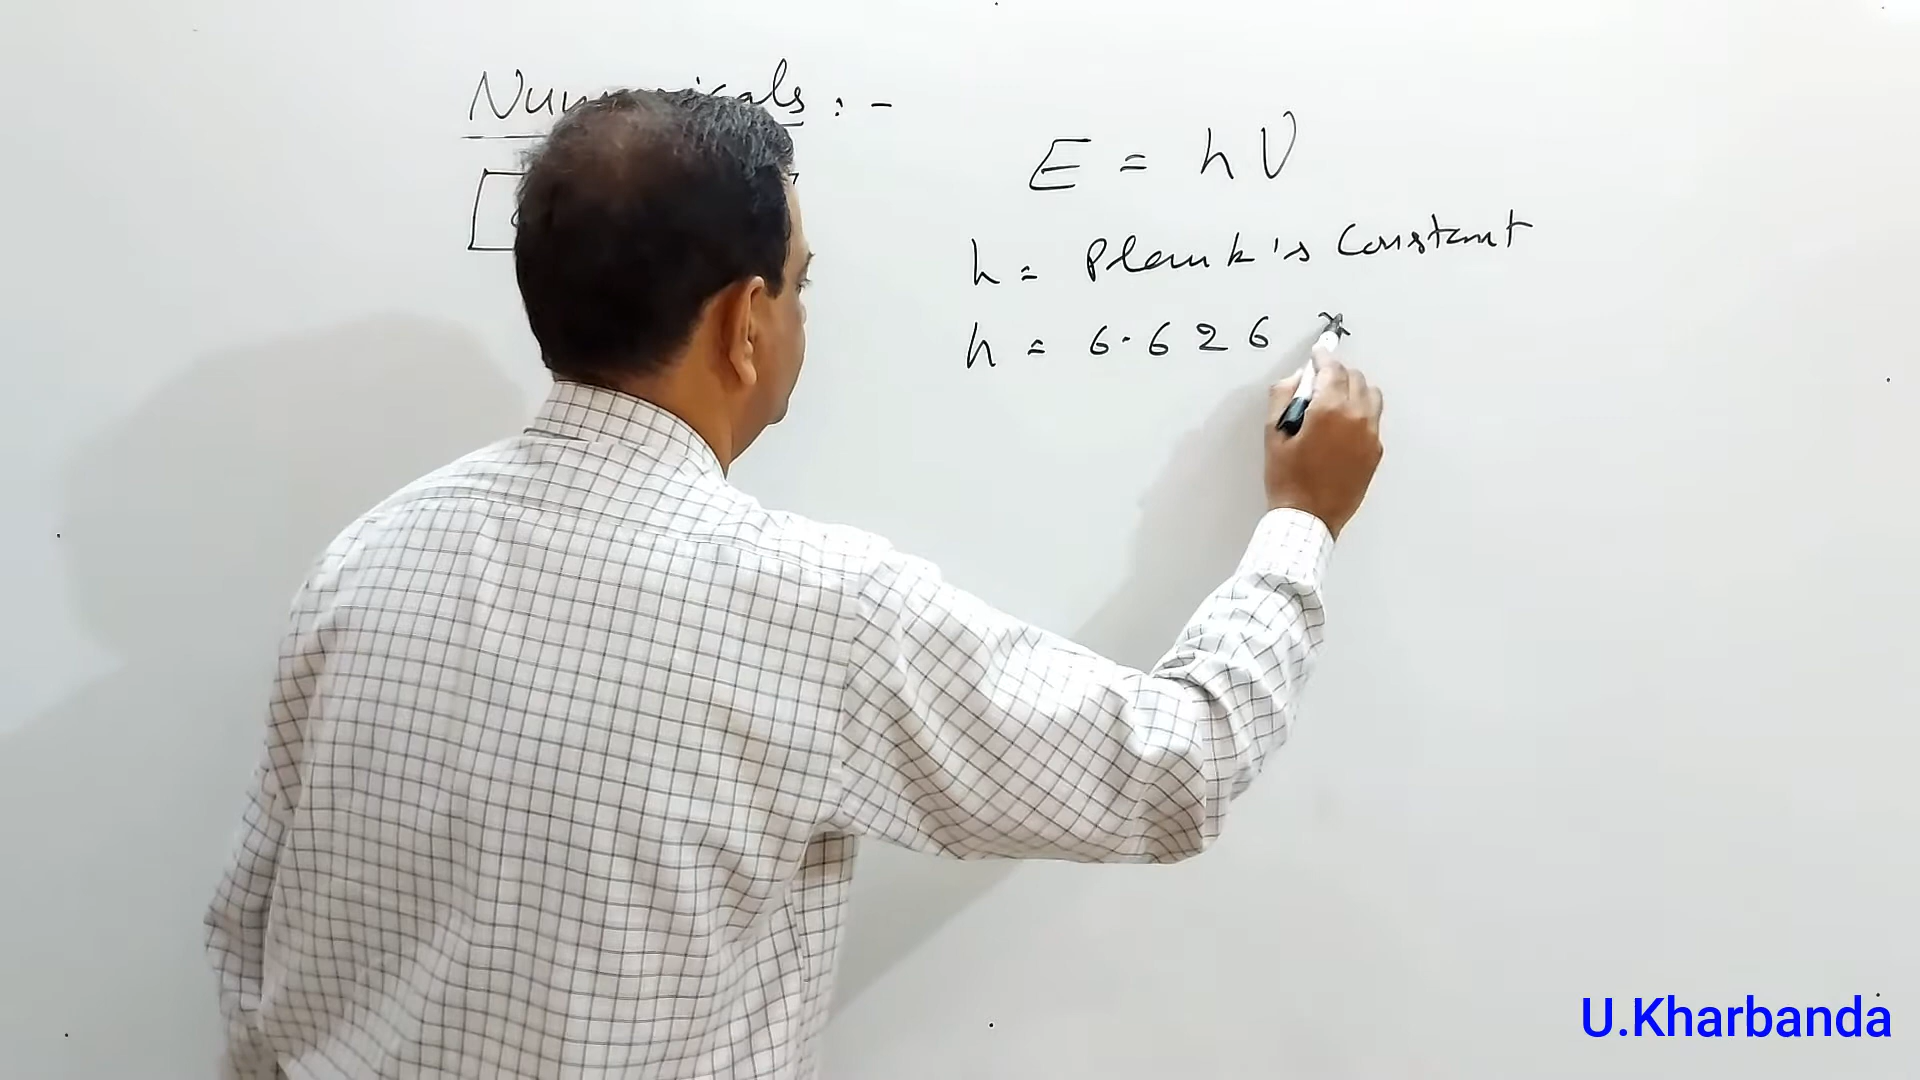 : -
E = hν
h = Plank's Constant
h = 6.626 ×
U.Kharbanda